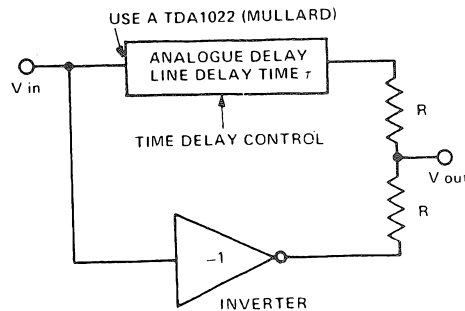 USE A TDA1022 (MULLARD)
V in
ANALOGUE DELAY
LINE DELAY TIME τ
TIME DELAY CONTROL
R
V out
R
-1
INVERTER